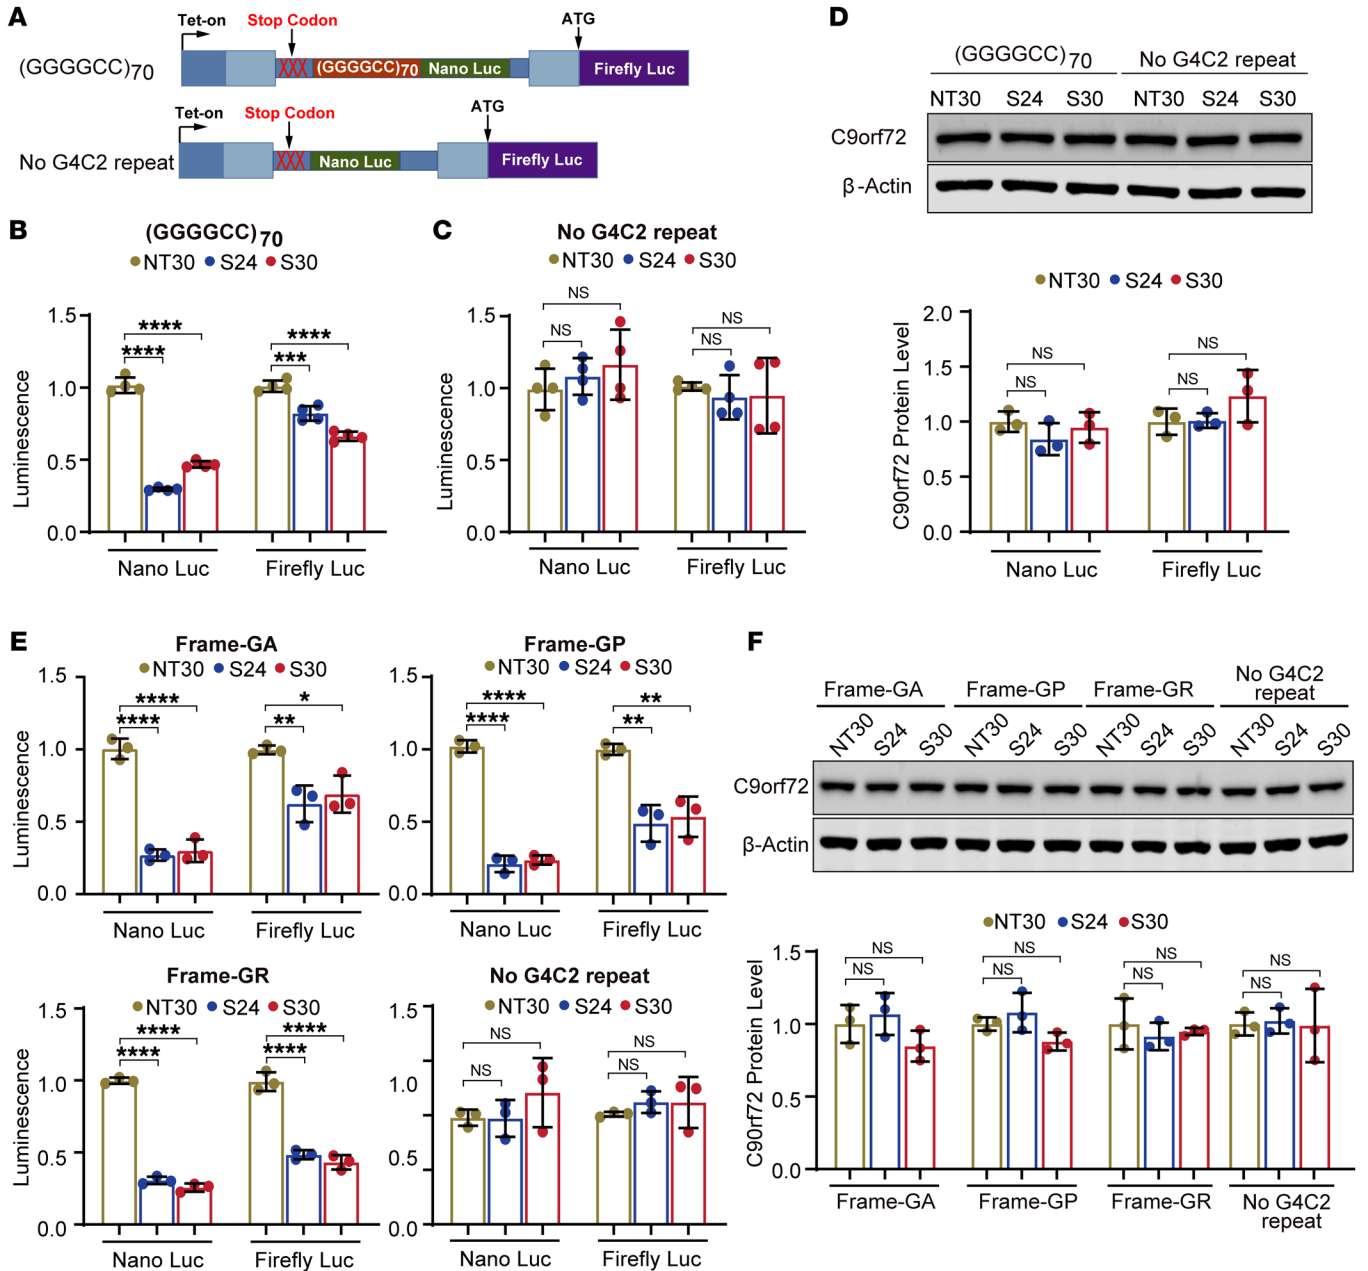 A
Tet-on
Stop Codon
ATG
(GGGGCC)70
XXX
(GGGGCC)70
Nano Luc
Firefly Luc
Tet-on
Stop Codon
ATG
No G4C2 repeat
XXX
Nano Luc
Firefly Luc
B
(GGGGCC)70
NT30 S24 S30
Luminescence
1.5
1.0
0.5
0.0
****
****
***
****
Nano Luc
Firefly Luc
C
No G4C2 repeat
NT30 S24 S30
Luminescence
1.5
1.0
0.5
0.0
NS
NS
NS
NS
Nano Luc
Firefly Luc
D
(GGGGCC)70
No G4C2 repeat
NT30 S24 S30 NT30 S24 S30
C9orf72
β-Actin
NT30 S24 S30
C90rf72 Protein Level
2.0
1.5
1.0
0.5
0.0
NS
NS
NS
NS
Nano Luc
Firefly Luc
E
Frame-GA
NT30 S24 S30
Luminescence
1.5
1.0
0.5
0.0
****
****
**
*
Nano Luc
Firefly Luc
Frame-GP
NT30 S24 S30
1.5
1.0
0.5
0.0
****
****
**
**
Nano Luc
Firefly Luc
Frame-GR
NT30 S24 S30
Luminescence
1.5
1.0
0.5
0.0
****
****
****
****
Nano Luc
Firefly Luc
No G4C2 repeat
NT30 S24 S30
1.5
1.0
0.5
0.0
NS
NS
NS
NS
Nano Luc
Firefly Luc
F
Frame-GA
Frame-GP
Frame-GR
No G4C2
repeat
NT30 S24 S30 NT30 S24 S30 NT30 S24 S30 NT30 S24 S30
C9orf72
β-Actin
NT30 S24 S30
C90rf72 Protein Level
1.5
1.0
0.5
0.0
NS
NS
NS
NS
NS
NS
NS
NS
Frame-GA
Frame-GP
Frame-GR
No G4C2
repeat